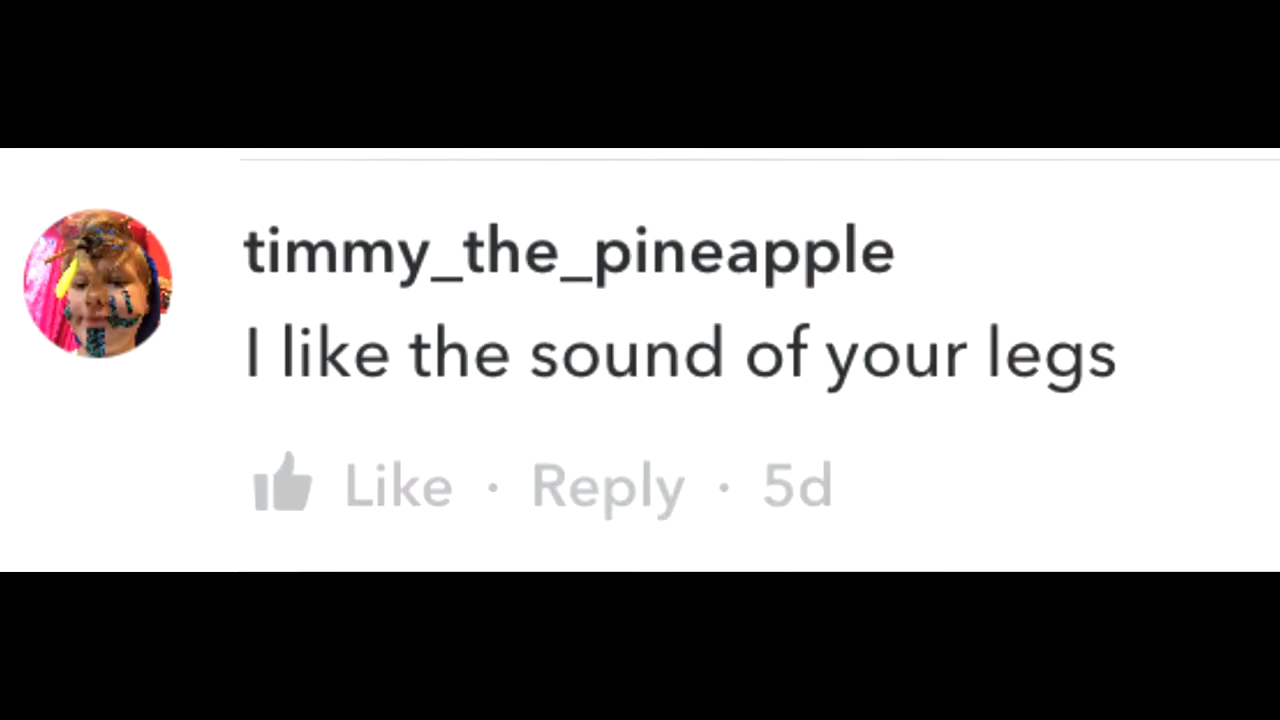 timmy_the_pineapple
I like the sound of your legs
Like · Reply · 5d